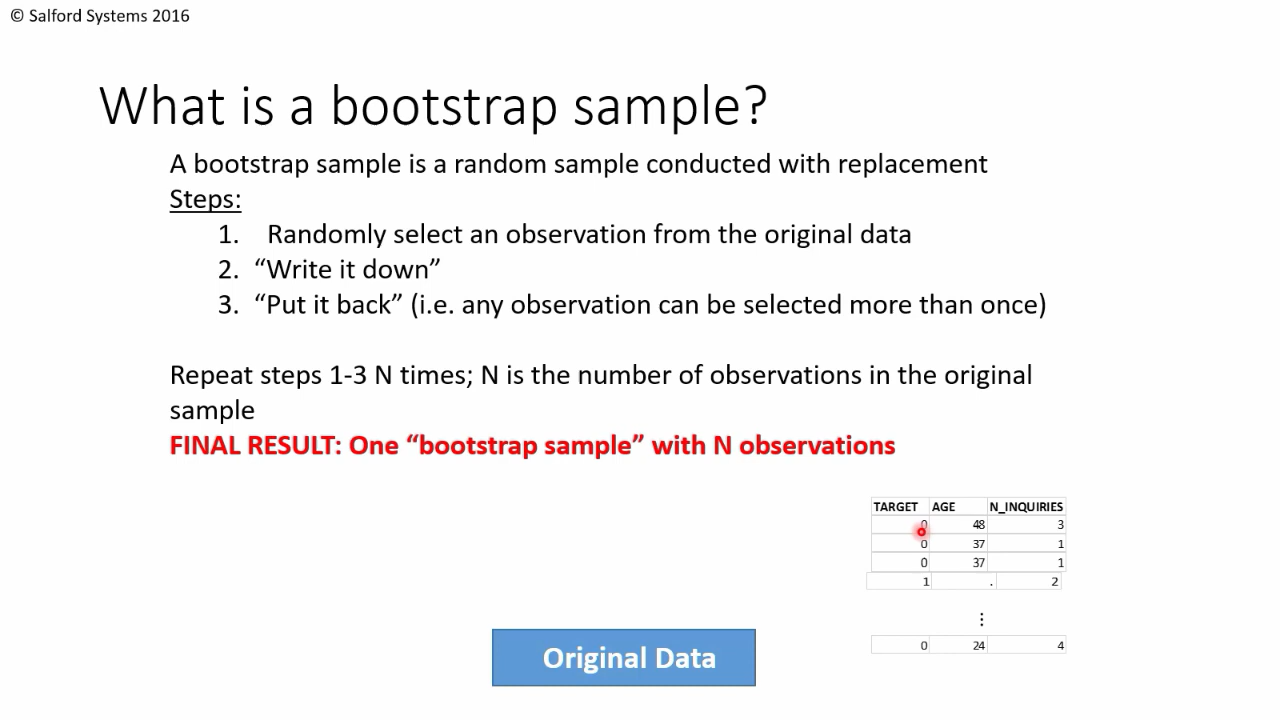 © Salford Systems 2016
What is a bootstrap sample?
A bootstrap sample is a random sample conducted with replacement
Steps:
1. Randomly select an observation from the original data
2. “Write it down”
3. “Put it back” (i.e. any observation can be selected more than once)
Repeat steps 1-3 N times; N is the number of observations in the original
sample
FINAL RESULT: One “bootstrap sample” with N observations
TARGET AGE N_INQUIRIES
0 48 3
0 37 1
0 37 1
1 . 2
⋮
0 24 4
Original Data